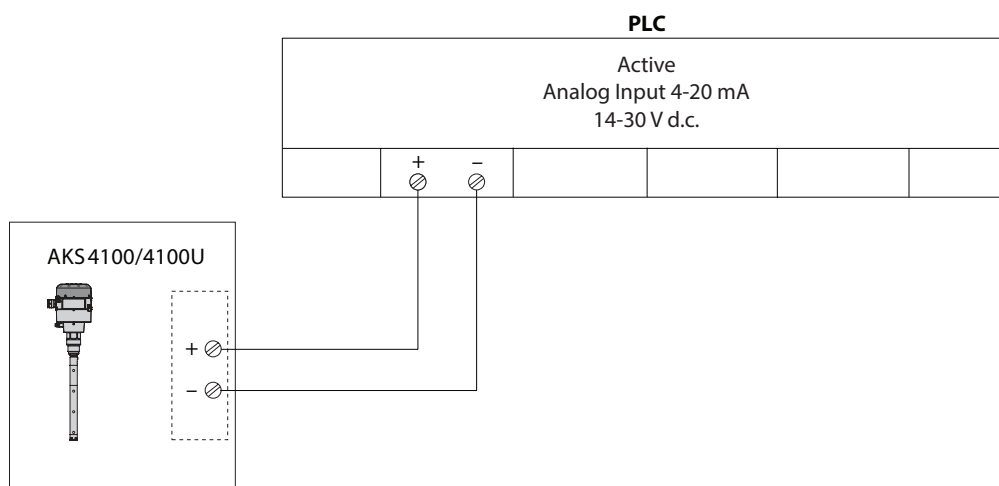 PLC
Active
Analog Input 4-20 mA
14-30 V d.c.
+ −
AKS 4100/4100U
+
−